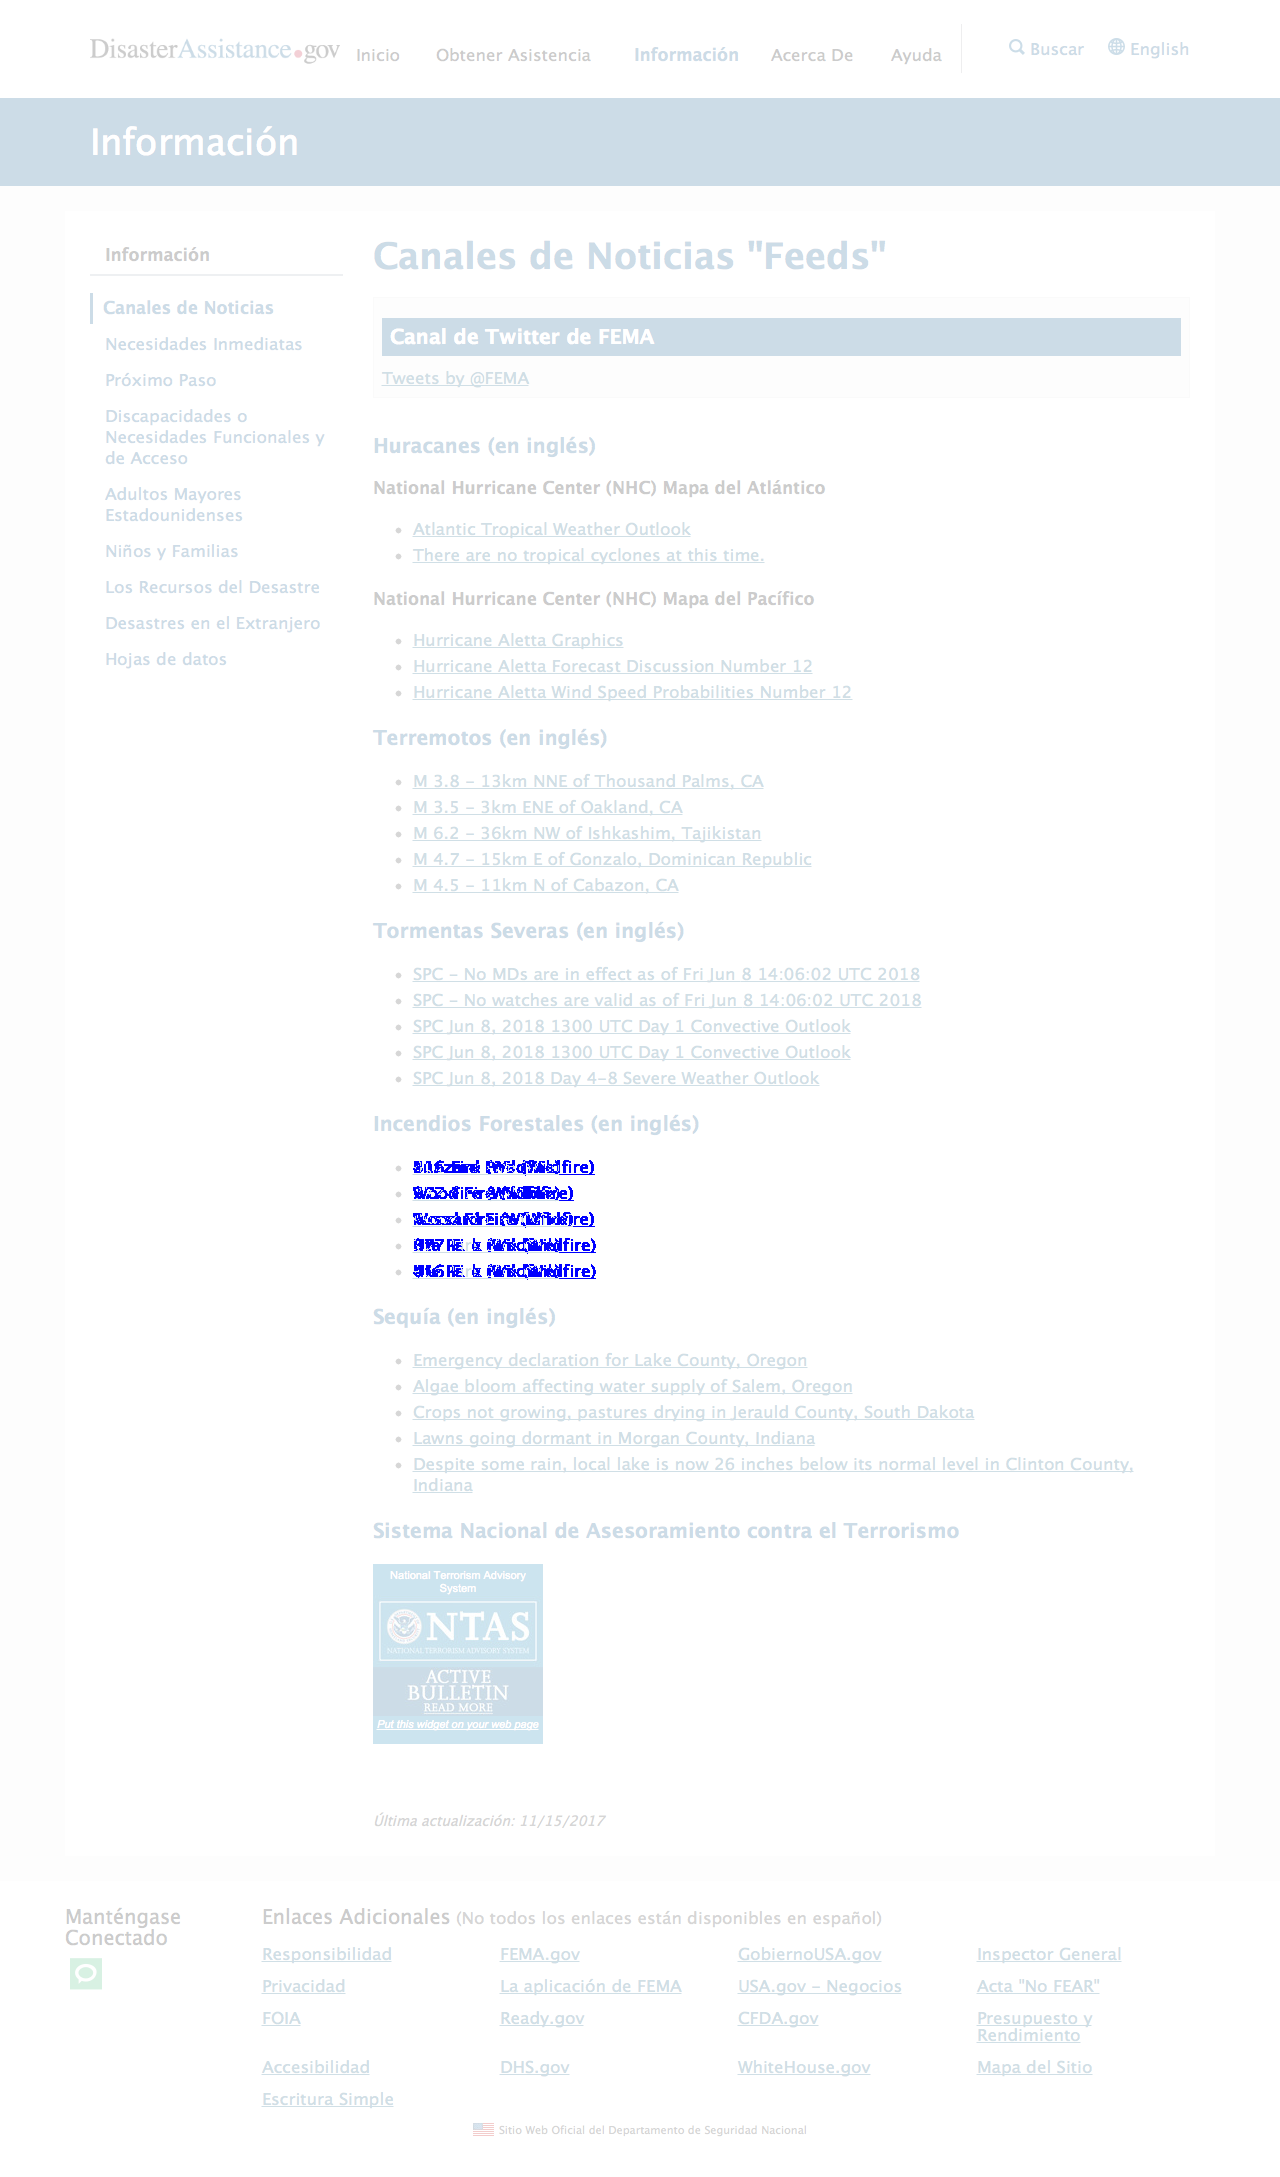 DisasterAssistance.gov Inicio Obtener Asistencia Información Acerca De Ayuda Buscar English
Información
Información
Canales de Noticias
Necesidades Inmediatas
Próximo Paso
Discapacidades o
Necesidades Funcionales y
de Acceso
Adultos Mayores
Estadounidenses
Niños y Familias
Los Recursos del Desastre
Desastres en el Extranjero
Hojas de datos
Canales de Noticias "Feeds"
Canal de Twitter de FEMA
Tweets by @FEMA
Huracanes (en inglés)
National Hurricane Center (NHC) Mapa del Atlántico
Atlantic Tropical Weather Outlook
There are no tropical cyclones at this time.
National Hurricane Center (NHC) Mapa del Pacífico
Hurricane Aletta Graphics
Hurricane Aletta Forecast Discussion Number 12
Hurricane Aletta Wind Speed Probabilities Number 12
Terremotos (en inglés)
M 3.8 - 13km NNE of Thousand Palms, CA
M 3.5 - 3km ENE of Oakland, CA
M 6.2 - 36km NW of Ishkashim, Tajikistan
M 4.7 - 15km E of Gonzalo, Dominican Republic
M 4.5 - 11km N of Cabazon, CA
Tormentas Severas (en inglés)
SPC - No MDs are in effect as of Fri Jun 8 14:06:02 UTC 2018
SPC - No watches are valid as of Fri Jun 8 14:06:02 UTC 2018
SPC Jun 8, 2018 1300 UTC Day 1 Convective Outlook
SPC Jun 8, 2018 1300 UTC Day 1 Convective Outlook
SPC Jun 8, 2018 Day 4-8 Severe Weather Outlook
Incendios Forestales (en inglés)
Sequía (en inglés)
Emergency declaration for Lake County, Oregon
Algae bloom affecting water supply of Salem, Oregon
Crops not growing, pastures drying in Jerauld County, South Dakota
Lawns going dormant in Morgan County, Indiana
Despite some rain, local lake is now 26 inches below its normal level in Clinton County,
Indiana
Sistema Nacional de Asesoramiento contra el Terrorismo
National Terrorism Advisory
System
NTAS
NATIONAL TERRORISM ADVISORY SYSTEM
ACTIVE
BULLETIN
READ MORE
Put this widget on your web page
Última actualización: 11/15/2017
Manténgase
Conectado
Enlaces Adicionales (No todos los enlaces están disponibles en español)
Responsibilidad FEMA.gov GobiernoUSA.gov Inspector General
Privacidad La aplicación de FEMA USA.gov - Negocios Acta "No FEAR"
FOIA Ready.gov CFDA.gov Presupuesto y
Rendimiento
Accesibilidad DHS.gov WhiteHouse.gov Mapa del Sitio
Escritura Simple
Sitio Web Oficial del Departamento de Seguridad Nacional